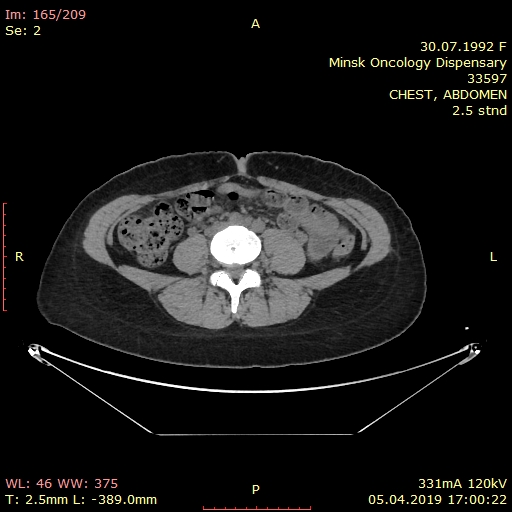 Im: 165/209
Se: 2
A
30.07.1992 F
Minsk Oncology Dispensary
33597
CHEST, ABDOMEN
2.5 stnd
R
L
WL: 46 WW: 375
T: 2.5mm L: -389.0mm
P
331mA 120kV
05.04.2019 17:00:22